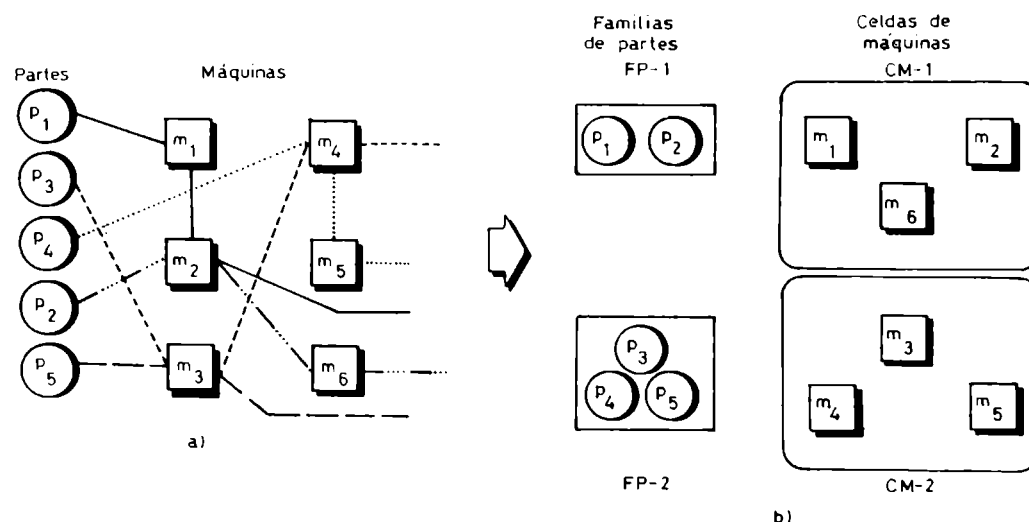 Partes
Máquinas
p1
p3
p4
p2
p5
m1
m4
m2
m5
m3
m6
a)
Familias
de partes
FP-1
p1 p2
p3
p4 p5
FP-2
Celdas de
máquinas
CM-1
m1 m2
m6
m3
m4 m5
CM-2
b)